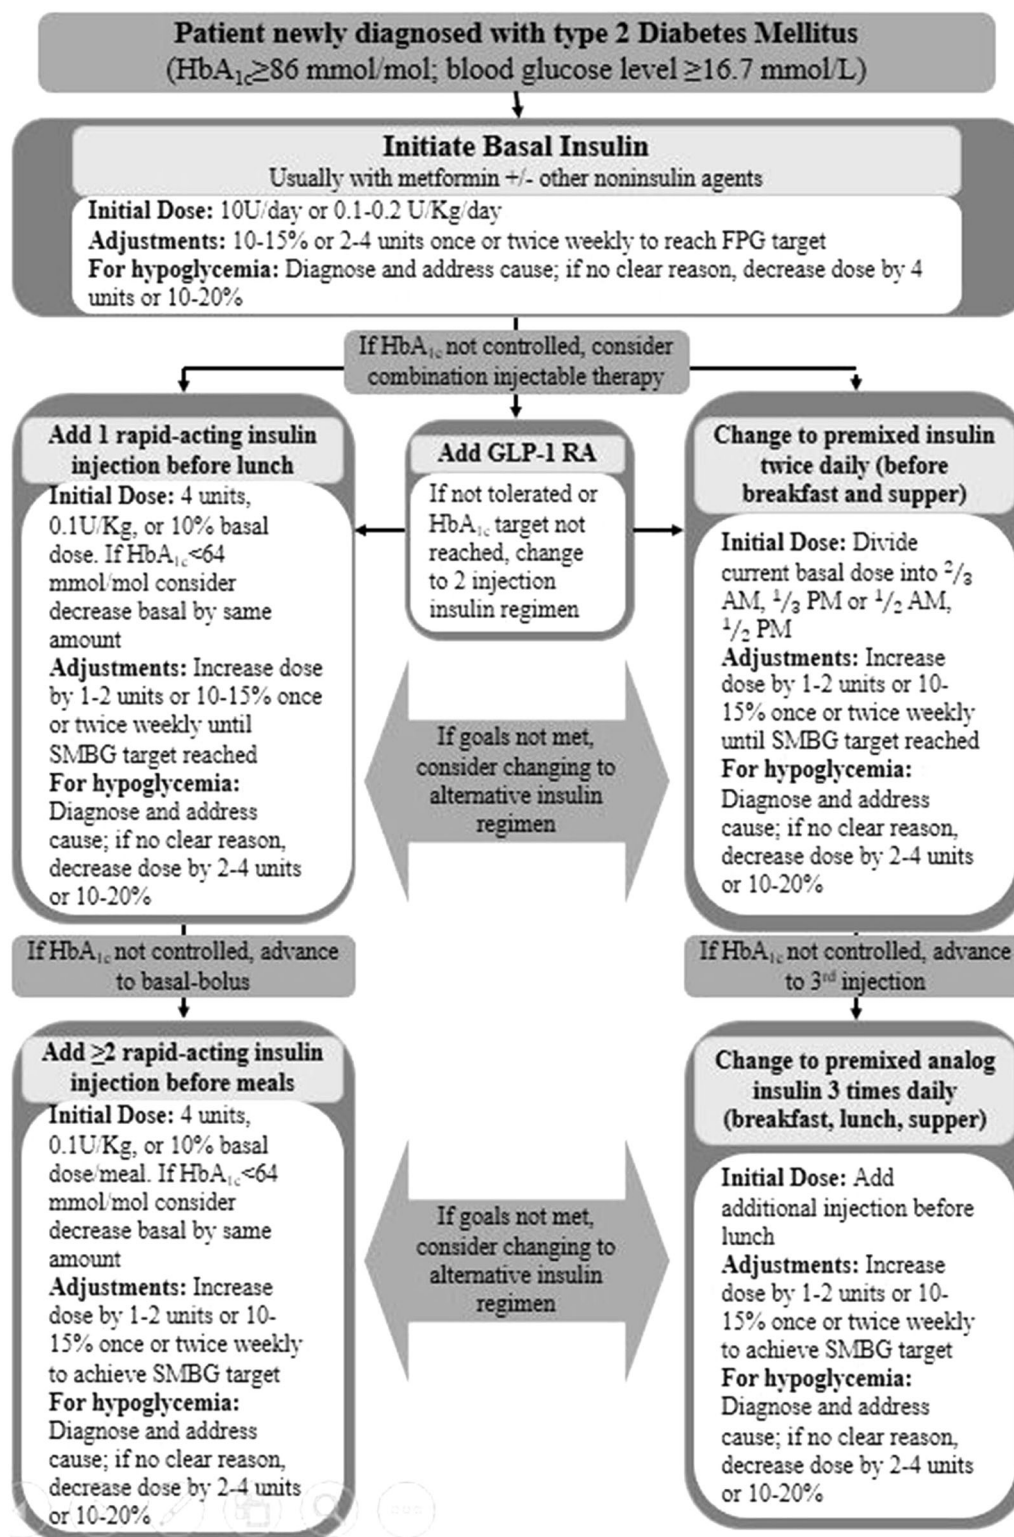 Patient newly diagnosed with type 2 Diabetes Mellitus
(HbA1c≥86 mmol/mol; blood glucose level ≥16.7 mmol/L)
Initiate Basal Insulin
Usually with metformin +/- other noninsulin agents
Initial Dose: 10U/day or 0.1-0.2 U/Kg/day
Adjustments: 10-15% or 2-4 units once or twice weekly to reach FPG target
For hypoglycemia: Diagnose and address cause; if no clear reason, decrease dose by 4
units or 10-20%
If HbA1c not controlled, consider
combination injectable therapy
Add 1 rapid-acting insulin
injection before lunch
Initial Dose: 4 units,
0.1U/Kg, or 10% basal
dose. If HbA1c<64
mmol/mol consider
decrease basal by same
amount
Adjustments: Increase dose
by 1-2 units or 10-15% once
or twice weekly until
SMBG target reached
For hypoglycemia:
Diagnose and address
cause; if no clear reason,
decrease dose by 2-4 units
or 10-20%
Add GLP-1 RA
If not tolerated or
HbA1c target not
reached, change
to 2 injection
insulin regimen
Change to premixed insulin
twice daily (before
breakfast and supper)
Initial Dose: Divide
current basal dose into 2/3
AM, 1/3 PM or 1/2 AM,
1/2 PM
Adjustments: Increase
dose by 1-2 units or 10-
15% once or twice weekly
until SMBG target reached
For hypoglycemia:
Diagnose and address
cause; if no clear reason,
decrease dose by 2-4 units
or 10-20%
If goals not met,
consider changing to
alternative insulin
regimen
If HbA1c not controlled, advance
to basal-bolus
If HbA1c not controlled, advance
to 3rd injection
Add ≥2 rapid-acting insulin
injection before meals
Initial Dose: 4 units,
0.1U/Kg, or 10% basal
dose/meal. If HbA1c<64
mmol/mol consider
decrease basal by same
amount
Adjustments: Increase
dose by 1-2 units or 10-
15% once or twice weekly
to achieve SMBG target
For hypoglycemia:
Diagnose and address
cause; if no clear reason,
decrease dose by 2-4 units
or 10-20%
If goals not met,
consider changing to
alternative insulin
regimen
Change to premixed analog
insulin 3 times daily
(breakfast, lunch, supper)
Initial Dose: Add
additional injection before
lunch
Adjustments: Increase
dose by 1-2 units or 10-
15% once or twice weekly
to achieve SMBG target
For hypoglycemia:
Diagnose and address
cause; if no clear reason,
decrease dose by 2-4 units
or 10-20%